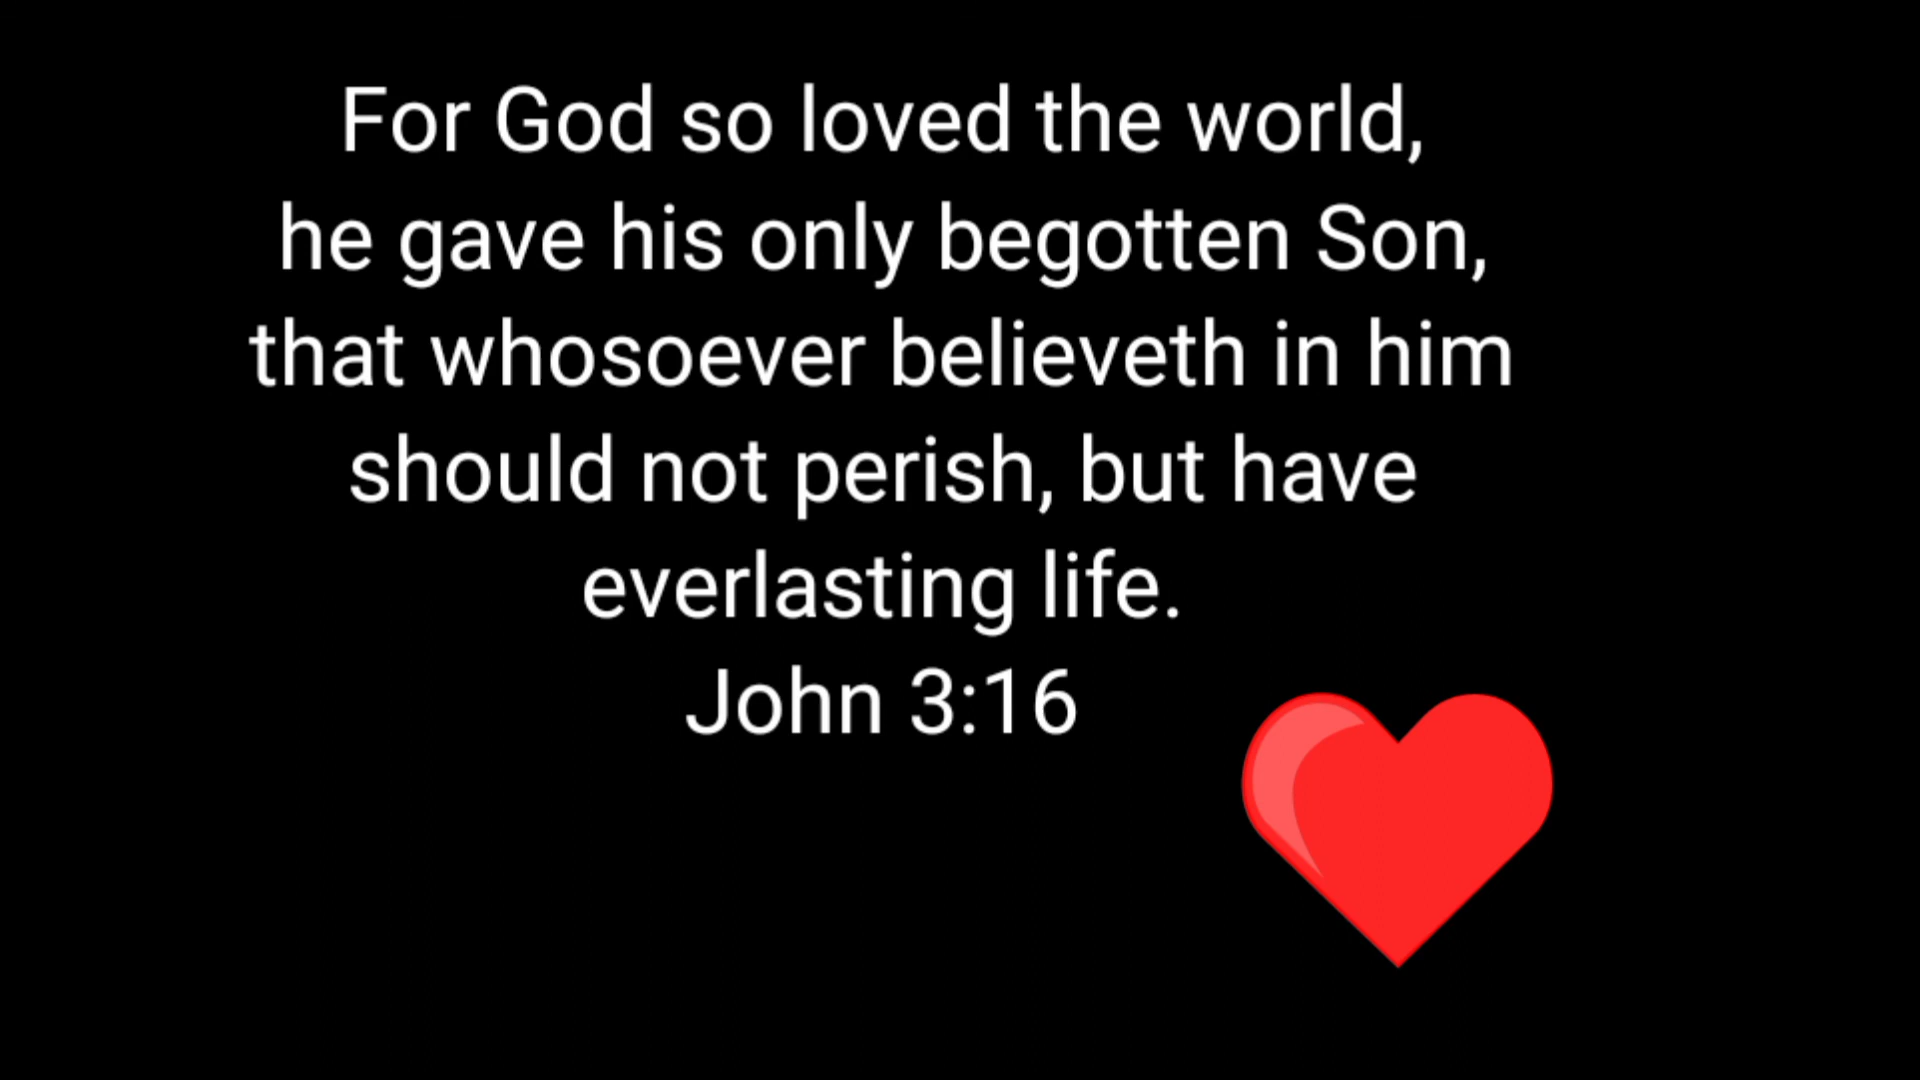 For God so loved the world,
he gave his only begotten Son,
that whosoever believeth in him
should not perish, but have
everlasting life.
John 3:16